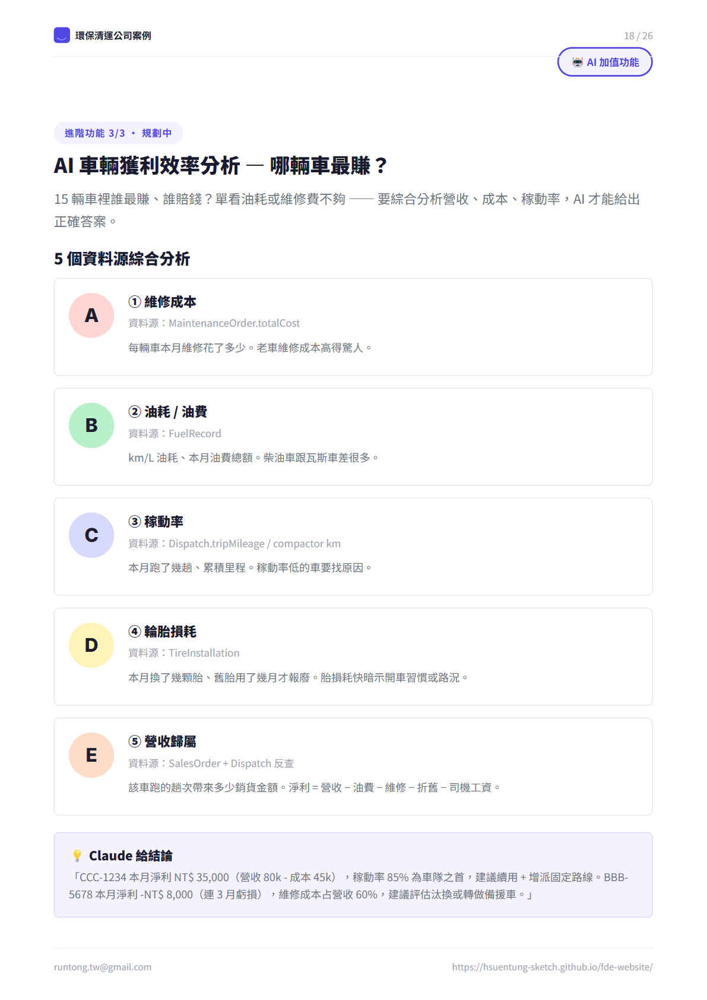 環保清運公司案例
18 / 26
🤖 AI 加值功能
進階功能 3/3 · 規劃中
AI 車輛獲利效率分析 — 哪輛車最賺？
15 輛車裡誰最賺、誰賠錢？單看油耗或維修費不夠 —— 要綜合分析營收、成本、稼動率，AI 才能給出
正確答案。
5 個資料源綜合分析
A
① 維修成本
資料源：MaintenanceOrder.totalCost
每輛車本月維修花了多少。老車維修成本高得驚人。
B
② 油耗 / 油費
資料源：FuelRecord
km/L 油耗、本月油費總額。柴油車跟瓦斯車差很多。
C
③ 稼動率
資料源：Dispatch.tripMileage / compactor km
本月跑了幾趟、累積里程。稼動率低的車要找原因。
D
④ 輪胎損耗
資料源：TireInstallation
本月換了幾顆胎、舊胎用了幾月才報廢。胎損耗快暗示開車習慣或路況。
E
⑤ 營收歸屬
資料源：SalesOrder + Dispatch 反查
該車跑的趟次帶來多少銷貨金額。淨利 = 營收 − 油費 − 維修 − 折舊 − 司機工資。
💡 Claude 給結論
「CCC-1234 本月淨利 NT$ 35,000（營收 80k - 成本 45k），稼動率 85% 為車隊之首，建議續用 + 增派固定路線。BBB-
5678 本月淨利 -NT$ 8,000（連 3 月虧損），維修成本占營收 60%，建議評估汰換或轉做備援車。」
runtong.tw@gmail.com
https://hsuentung-sketch.github.io/fde-website/